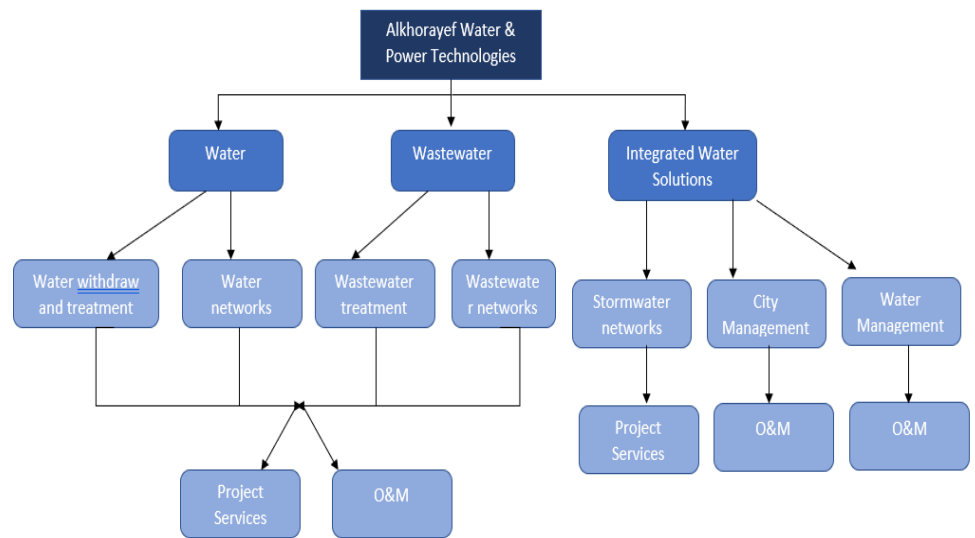 Alkhorayef Water &
Power Technologies
Water
Wastewater
Integrated Water
Solutions
Water withdraw
and treatment
Water
networks
Wastewater
treatment
Wastewate
r networks
Stormwater
networks
City
Management
Water
Management
Project
Services
O&M
O&M
Project
Services
O&M